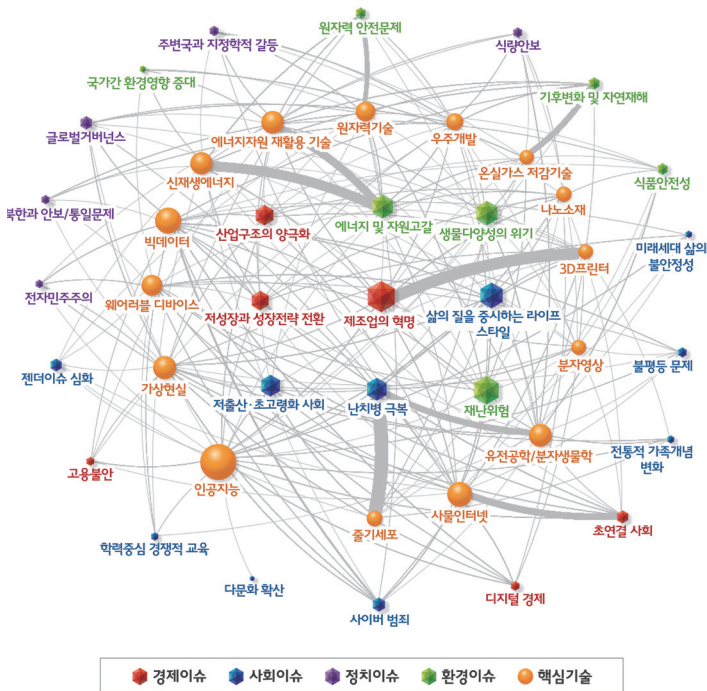 원자력 안전문제
주변국과 지정학적 갈등
식량안보
국가간 환경영향 증대
기후변화 및 자연재해
글로벌거버넌스
에너지자원 재활용 기술
원자력기술
우주개발
온실가스 저감기술
신재생에너지
식품안전성
북한과 안보/통일문제
빅데이터
산업구조의 양극화
에너지 및 자원고갈
생물다양성의 위기
나노소재
미래세대 삶의
불안정성
3D프린터
전자민주주의
웨어러블 디바이스
저성장과 성장전략 전환
제조업의 혁명
삶의 질을 중시하는 라이프
스타일
젠더이슈 심화
가상현실
저출산·초고령화 사회
난치병 극복
재난위험
분자영상
불평등 문제
고용불안
인공지능
유전공학/분자생물학
전통적 가족개념
변화
줄기세포
사물인터넷
초연결 사회
학력중심 경쟁적 교육
다문화 확산
사이버 범죄
디지털 경제
경제이슈
사회이슈
정치이슈
환경이슈
핵심기술